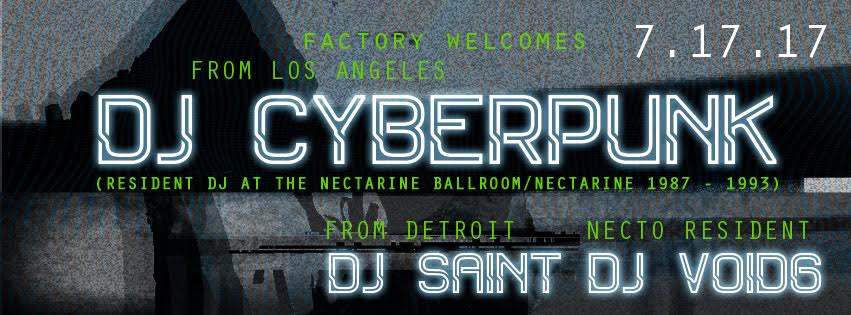 FACTORY WELCOMES
7.17.17
FROM LOS ANGELES
DJ CYBERPUNK
(RESIDENT DJ AT THE NECTARINE BALLROOM/NECTARINE 1987 - 1993)
FROM DETROIT NECTO RESIDENT
DJ SAINT DJ VOID6